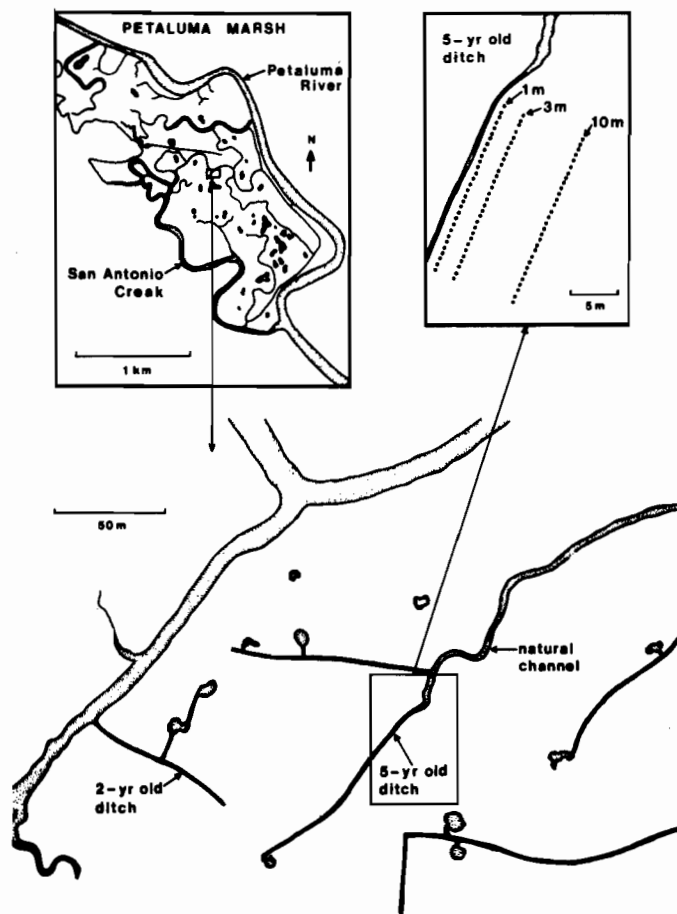 PETALUMA MARSH
Petaluma
River
N
San Antonio
Creak
1 km
5-yr old
ditch
1m
3m
10m
5m
50m
natural
channel
2-yr old
ditch
5-yr old
ditch